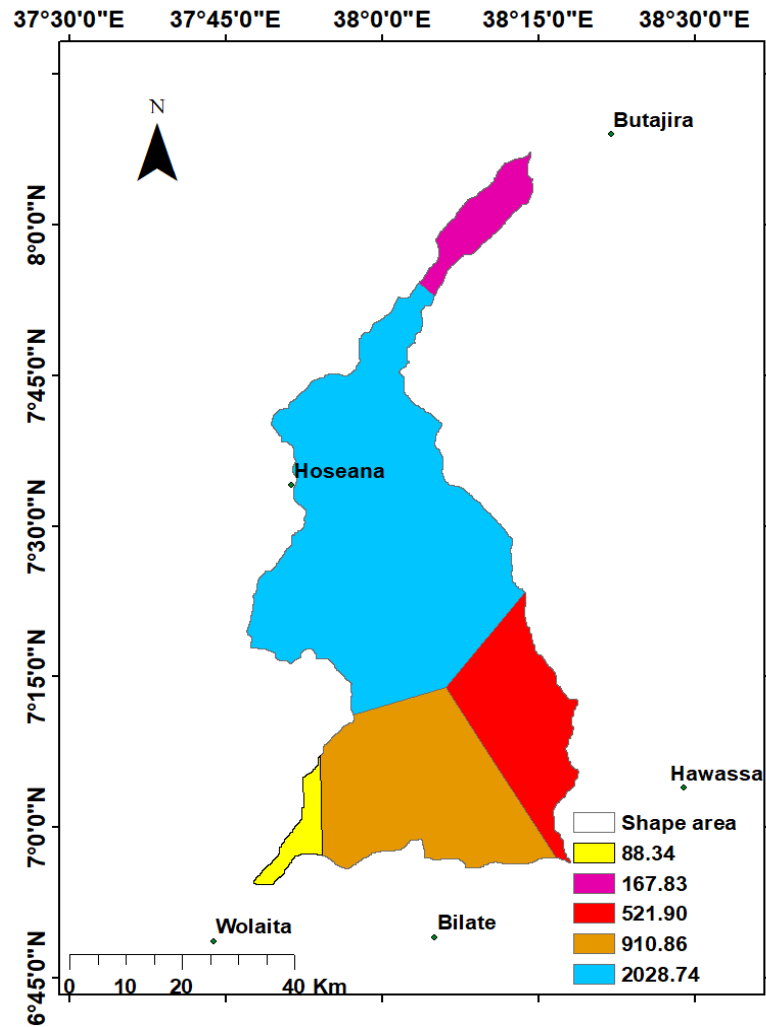 37°30'0"E 37°45'0"E 38°0'0"E 38°15'0"E 38°30'0"E
N
Butajira
8°0'0"N
7°45'0"N
Hoseana
7°30'0"N
7°15'0"N
Hawassa
7°0'0"N
Shape area
88.34
167.83
521.90
910.86
2028.74
Wolaita
Bilate
0 10 20 40 Km
6°45'0"N